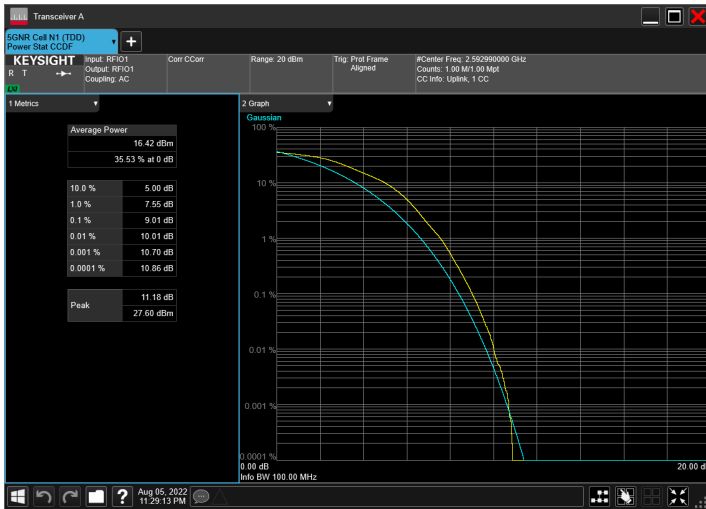 Transceiver A
5GNR Cell N1 (TDD)
Power Stat CCDF
KEYSIGHT
R T
LXI
Input: RFIO1
Output: RFIO1
Coupling: AC
Corr CCorr
Range: 20 dBm
Trig: Prot Frame
Aligned
#Center Freq: 2.592990000 GHz
Counts: 1.00 M/1.00 Mpt
CC Info: Uplink, 1 CC
1 Metrics
Average Power
16.42 dBm
35.53 % at 0 dB
10.0 % 5.00 dB
1.0 % 7.55 dB
0.1 % 9.01 dB
0.01 % 10.01 dB
0.001 % 10.70 dB
0.0001 % 10.86 dB
Peak
11.18 dB
27.60 dBm
2 Graph
Gaussian
100 %
10 %
1 %
0.1 %
0.01 %
0.001 %
0.0001 %
0.00 dB
20.00 d
Info BW 100.00 MHz
?
Aug 05, 2022
11:29:13 PM